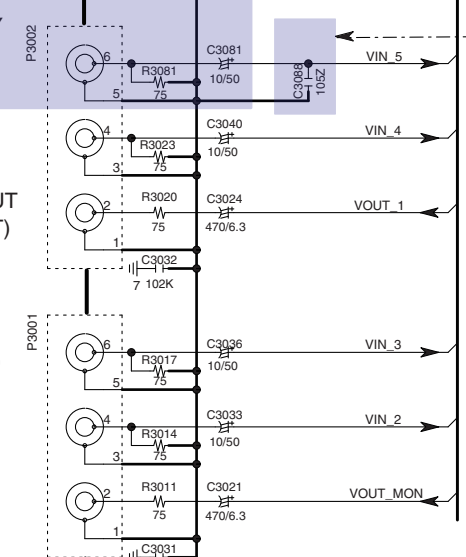 P3002
6
C3081
VIN_5
R3081
10/50
C3088
105Z
5
75
C3040
4
VIN_4
R3023
10/50
3
75
R3020
C3024
2
VOUT_1
UT
75
470/6.3
T)
1
C3032
7
102K
P3001
6
C3036
VIN_3
R3017
10/50
5
75
C3033
4
VIN_2
R3014
10/50
3
75
R3011
C3021
2
VOUT_MON
75
470/6.3
1
C3031